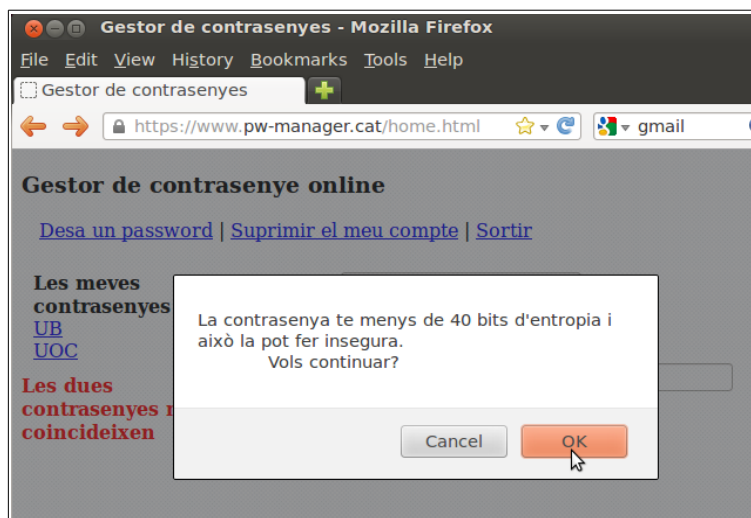 Gestor de contrasenyes - Mozilla Firefox
File Edit View History Bookmarks Tools Help
Gestor de contrasenyes
https://www.pw-manager.cat/home.html gmail
Gestor de contrasenye online
Desa un password | Suprimir el meu compte | Sortir
Les meves
contrasenyes
UB
UOC
Les dues
contrasenyes
coincideixen
La contrasenya te menys de 40 bits d'entropia i
això la pot fer insegura.
Vols continuar?
Cancel OK